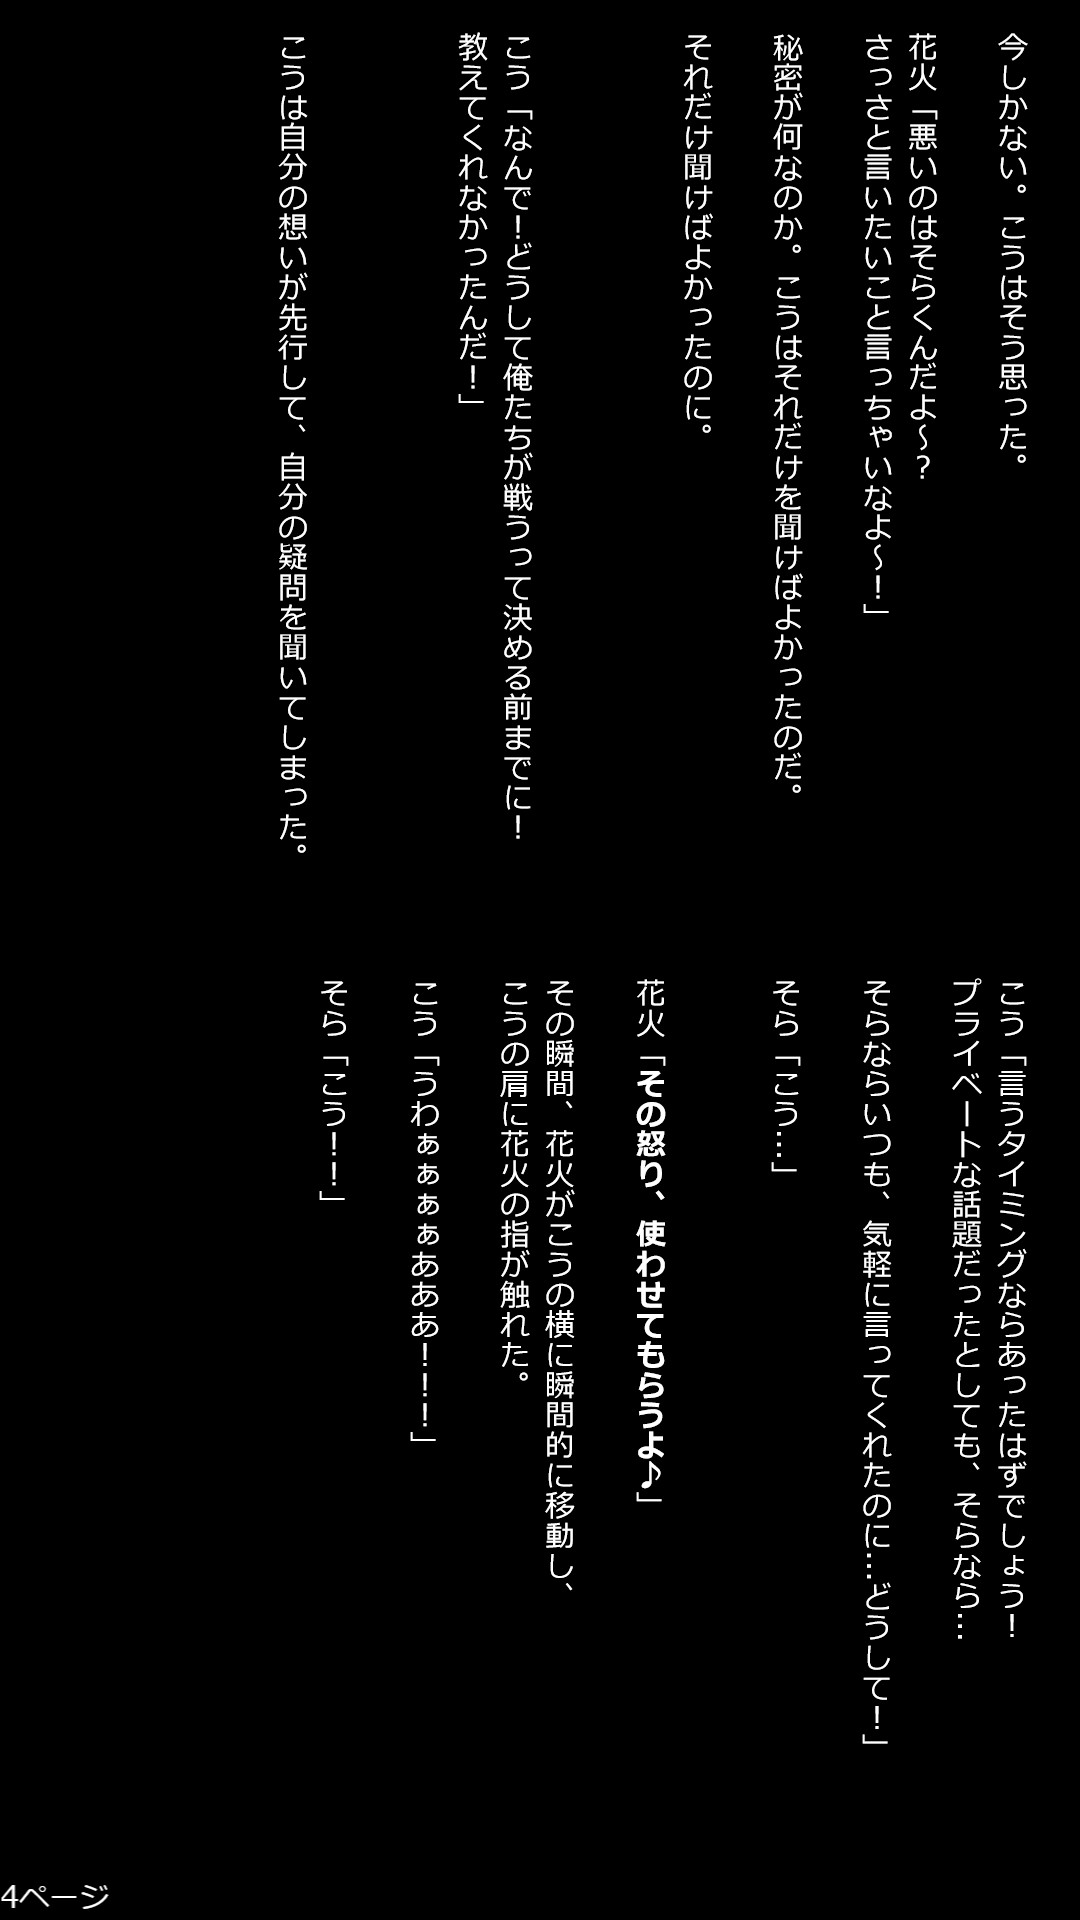 今しかない。こうはそう思った。
花火「悪いのはそらくんだよ～？
さっさと言いたいこと言っちゃいなよ～！」
秘密が何なのか。こうはそれだけを聞けばよかったのだ。
それだけ聞けばよかったのに。
こう「なんで！どうして俺たちが戦うって決める前までに！
教えてくれなかったんだ！」
こうは自分の想いが先行して、自分の疑問を聞いてしまった。
こう「言うタイミングならあったはずでしょう！
プライベートな話題だったとしても、そらなら…
そらならいつも、気軽に言ってくれたのに…どうして！」
そら「こう…」
花火「その怒り、使わせてもらうよ♪」
その瞬間、花火がこうの横に瞬間的に移動し、
こうの肩に花火の指が触れた。
こう「うわぁぁぁぁあああ！！！」
そら「こう！！」
4ページ